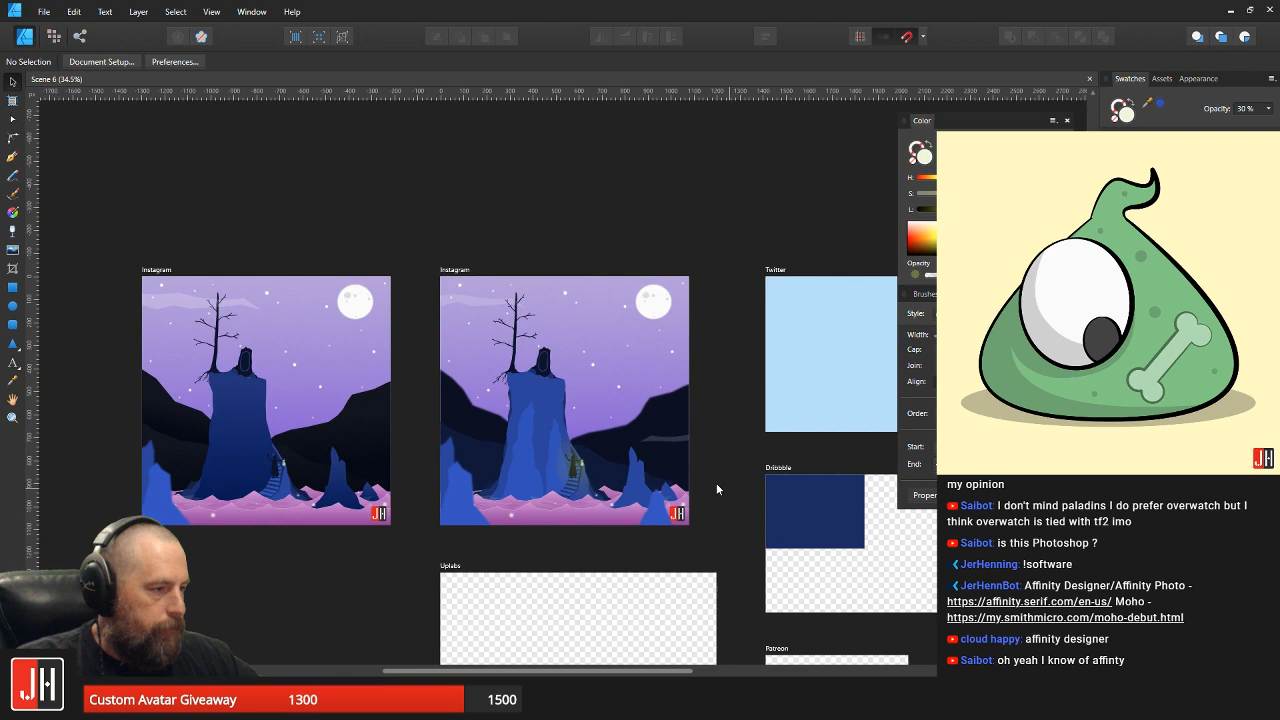 File Edit Text Layer Select View Window Help
No Selection Document Setup... Preferences...
Scene 6 (34.5%)
Swatches Assets Appearance
Opacity: 30 %
Color
H:
S:
L:
Opacity
Brushes
Style:
Width:
Cap:
Join:
Align:
Order:
Start:
End:
Proper
Instagram
Instagram
Twitter
Dribbble
Uplabs
Patreon
JH
JH
JH
my opinion
Saibot: I don't mind paladins I do prefer overwatch but I
think overwatch is tied with tf2 imo
Saibot: is this Photoshop ?
JerHenning: !software
JerHennBot: Affinity Designer/Affinity Photo -
https://affinity.serif.com/en-us/ Moho -
https://my.smithmicro.com/moho-debut.html
cloud happy: affinity designer
Saibot: oh yeah I know of affinty
JH
Custom Avatar Giveaway 1300 1500